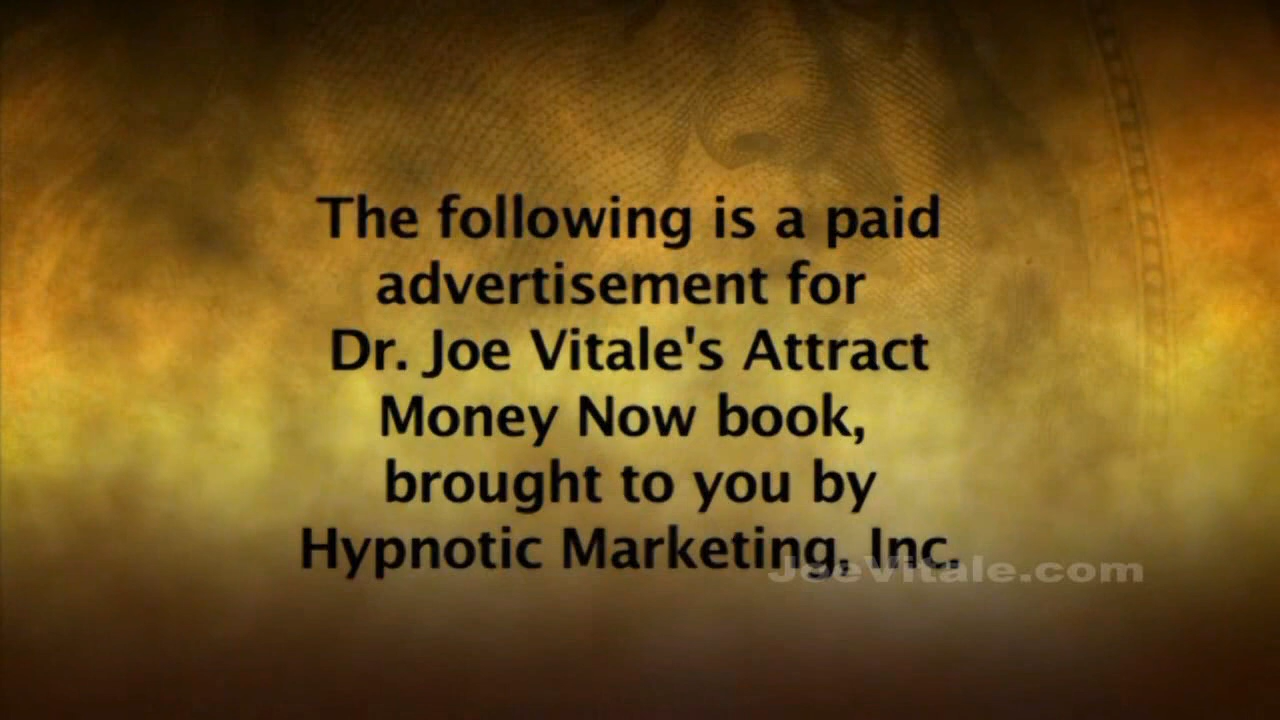 The following is a paid
advertisement for
Dr. Joe Vitale's Attract
Money Now book,
brought to you by
Hypnotic Marketing, Inc.
JoeVitale.com